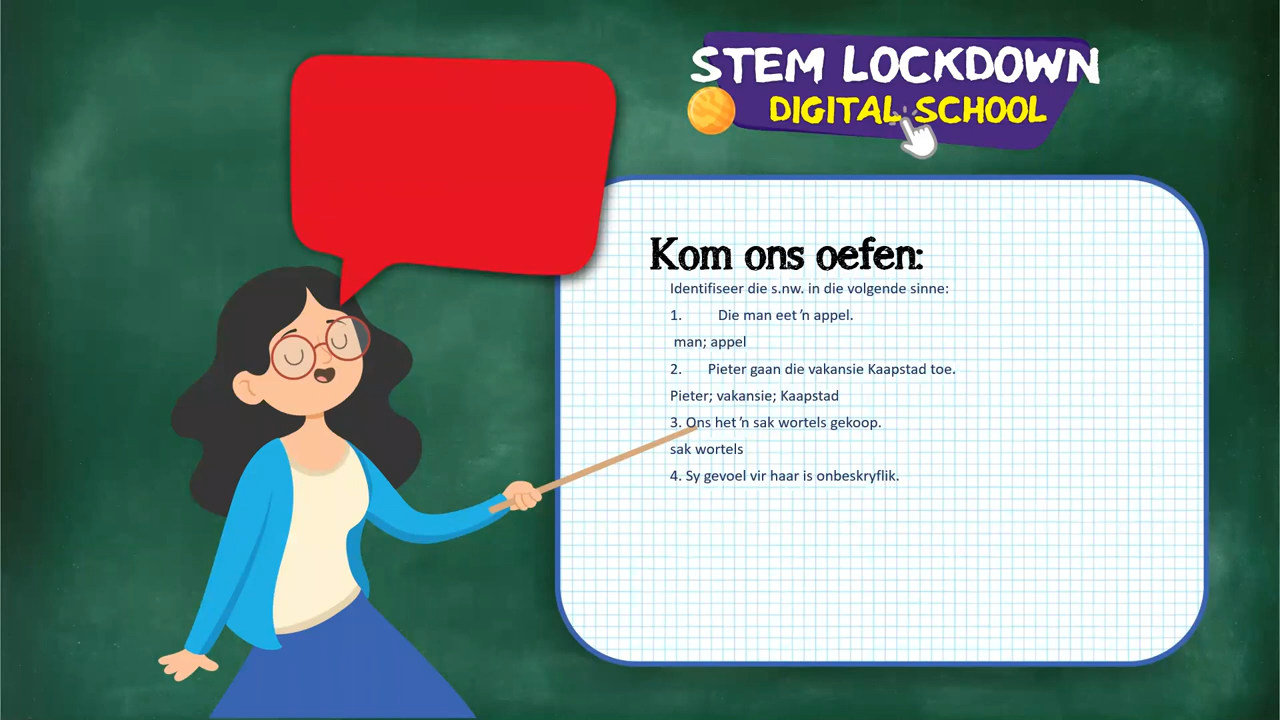 STEM LOCKDOWN
DIGITAL SCHOOL
Kom ons oefen:
Identifiseer die s.nw. in die volgende sinne:
1. Die man eet 'n appel.
man; appel
2. Pieter gaan die vakansie Kaapstad toe.
Pieter; vakansie; Kaapstad
3. Ons het 'n sak wortels gekoop.
sak wortels
4. Sy gevoel vir haar is onbeskryflik.